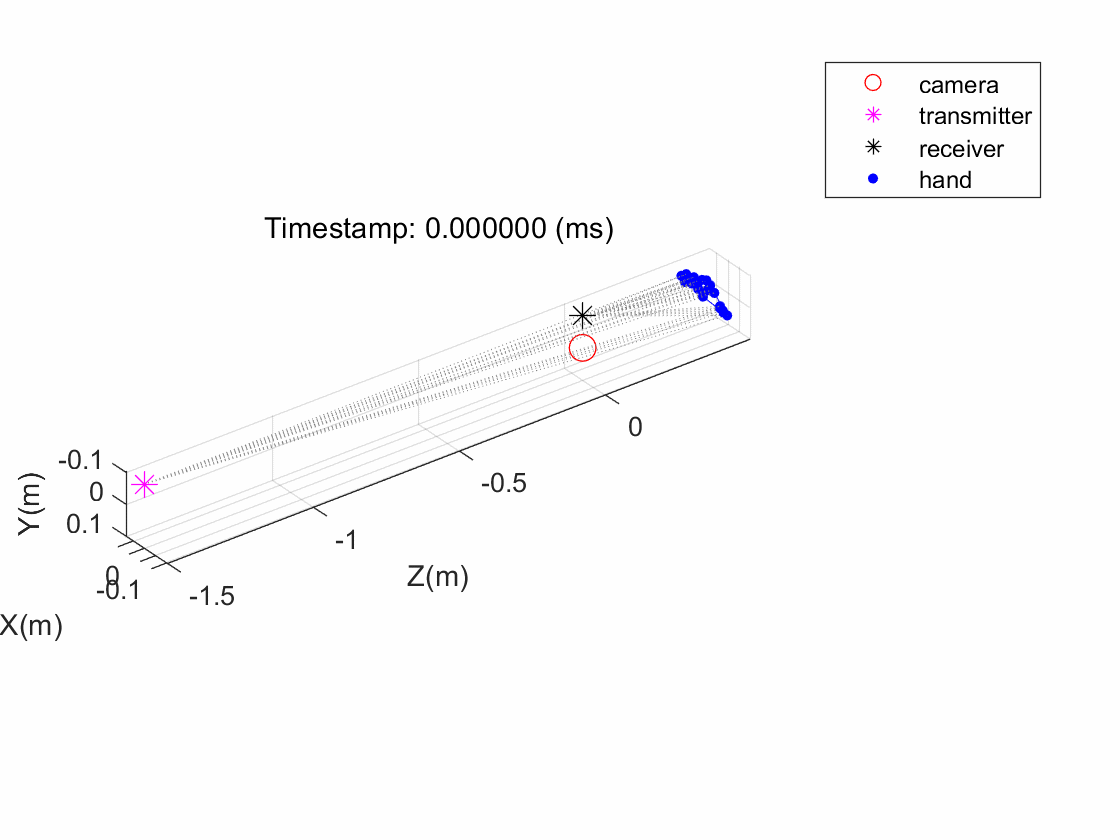 camera
transmitter
receiver
hand
Timestamp: 0.000000 (ms)
0
-0.5
-1
-1.5
Z(m)
-0.1
0
0.1
Y(m)
0
-0.1
X(m)